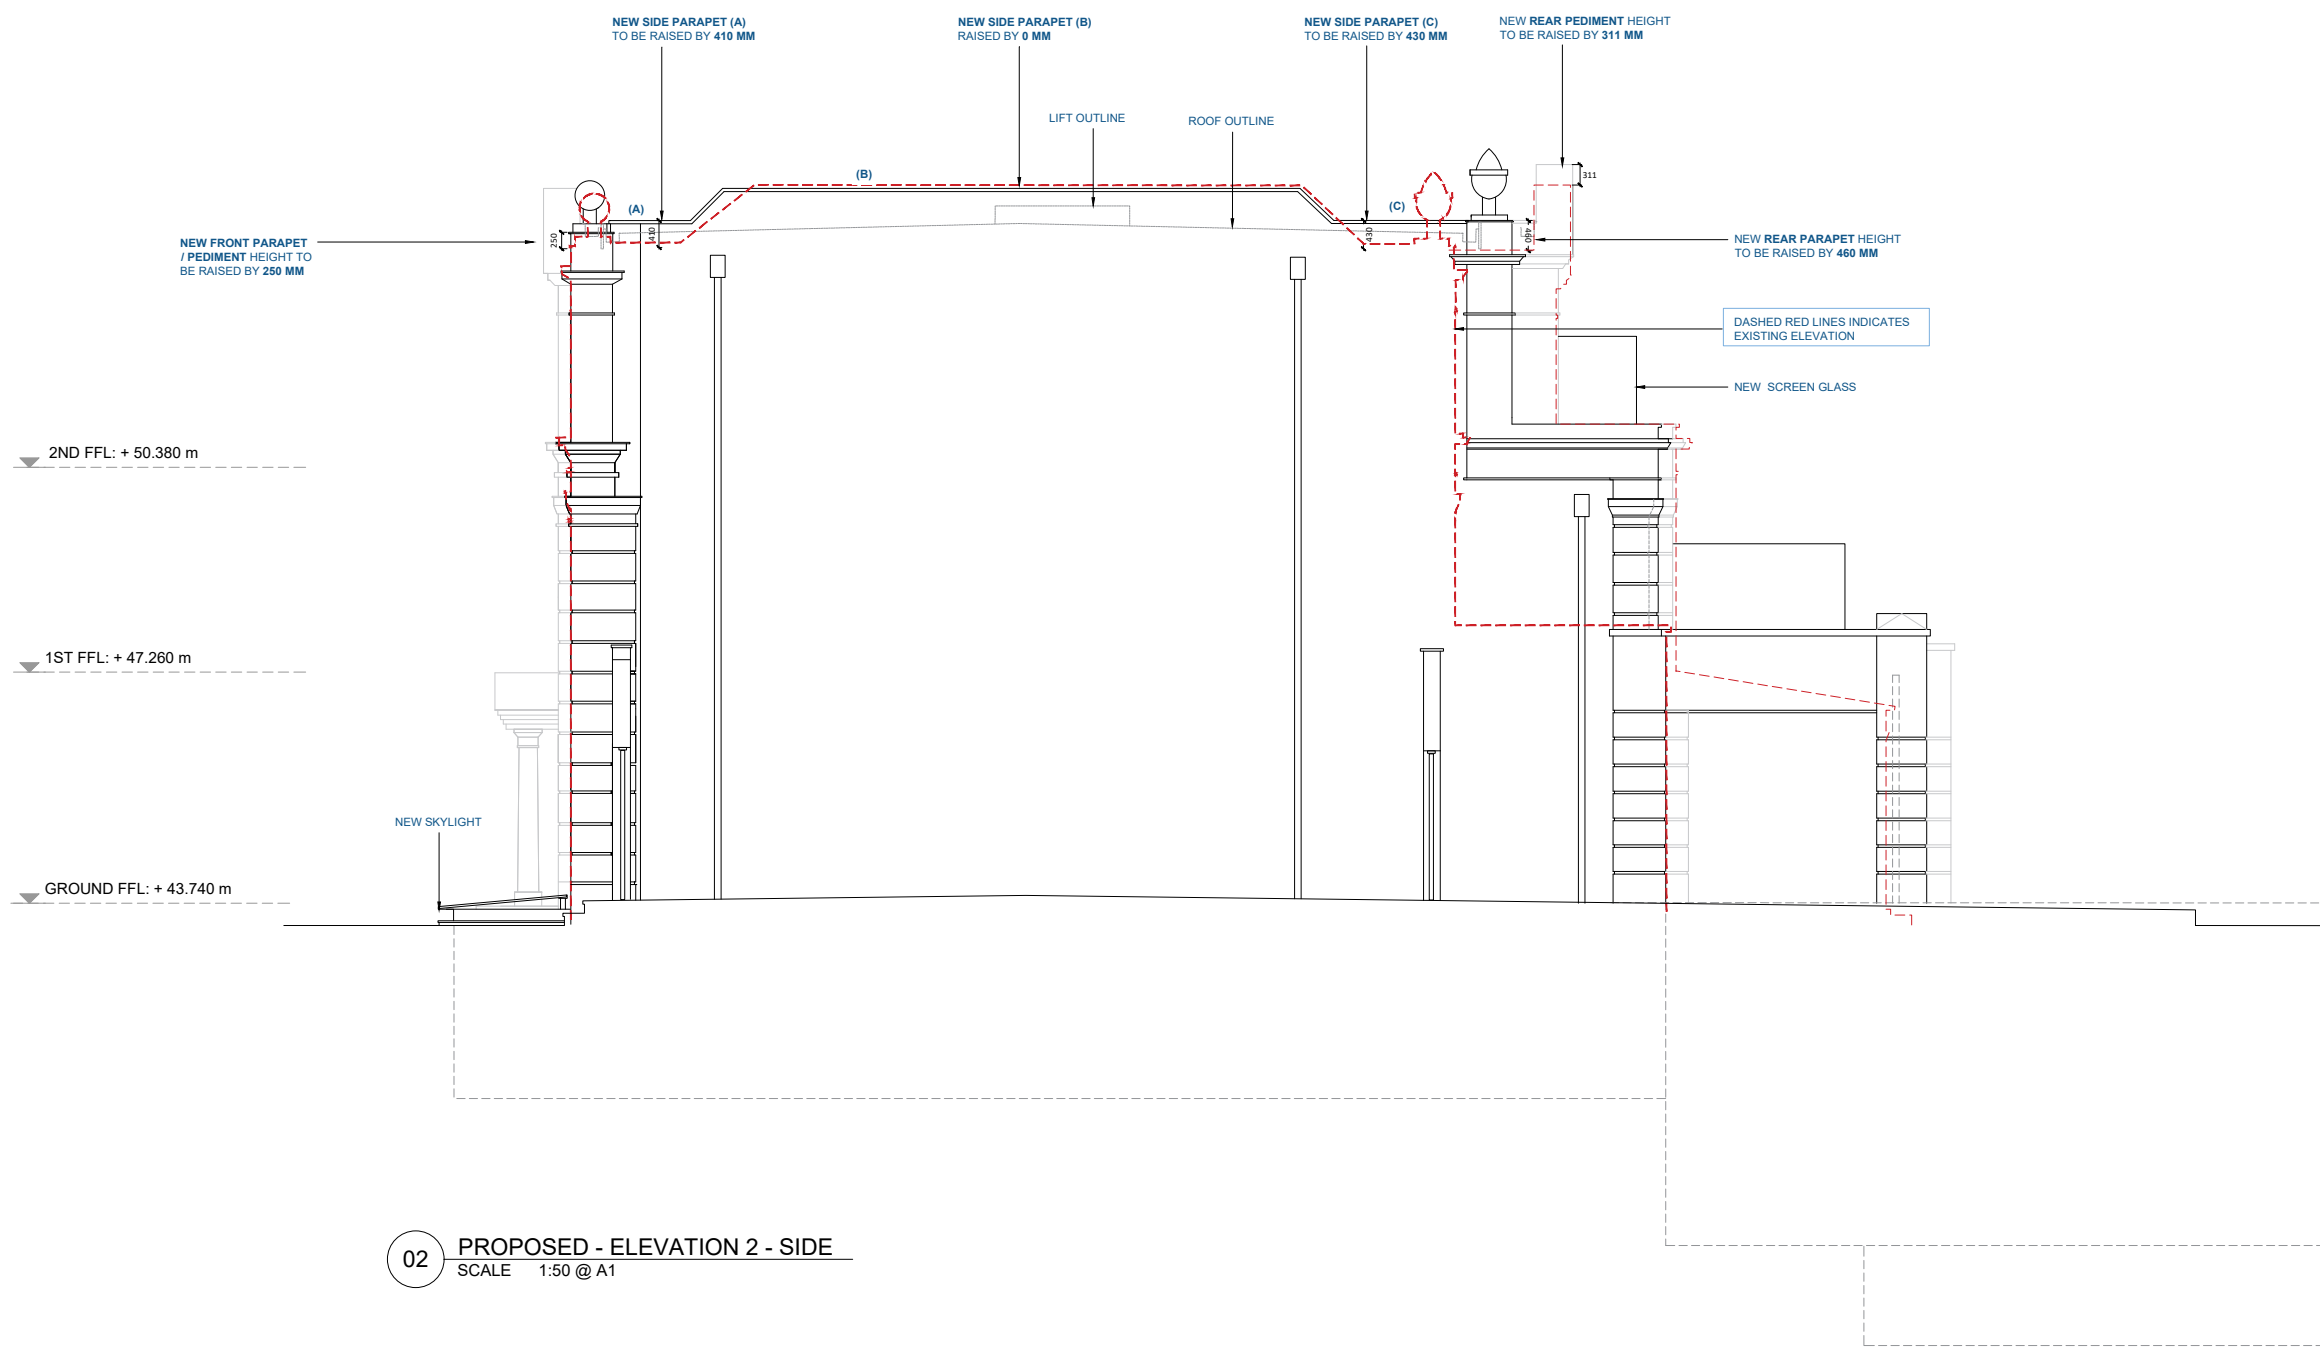 NEW SIDE PARAPET (A)
TO BE RAISED BY 410 MM
NEW SIDE PARAPET (B)
RAISED BY 0 MM
NEW SIDE PARAPET (C)
TO BE RAISED BY 430 MM
NEW REAR PEDIMENT HEIGHT
TO BE RAISED BY 311 MM
LIFT OUTLINE
ROOF OUTLINE
(B)
311
(A)
(C)
250
410
430
460
NEW FRONT PARAPET
/ PEDIMENT HEIGHT TO
BE RAISED BY 250 MM
NEW REAR PARAPET HEIGHT
TO BE RAISED BY 460 MM
DASHED RED LINES INDICATES
EXISTING ELEVATION
NEW SCREEN GLASS
2ND FFL: + 50.380 m
1ST FFL: + 47.260 m
NEW SKYLIGHT
GROUND FFL: + 43.740 m
02
PROPOSED - ELEVATION 2 - SIDE
SCALE 1:50 @ A1